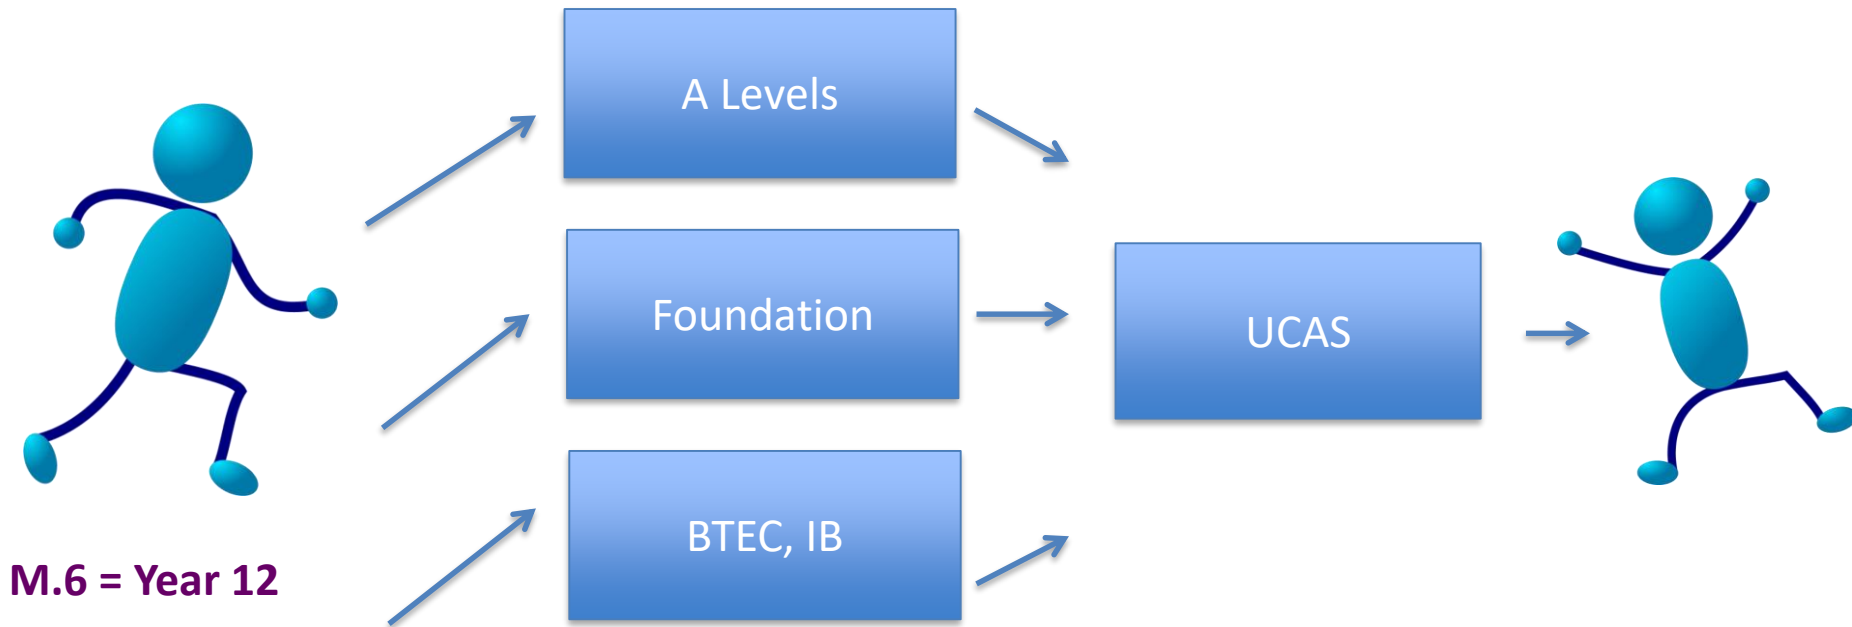 A Levels
Foundation
UCAS
BTEC, IB
M.6 = Year 12